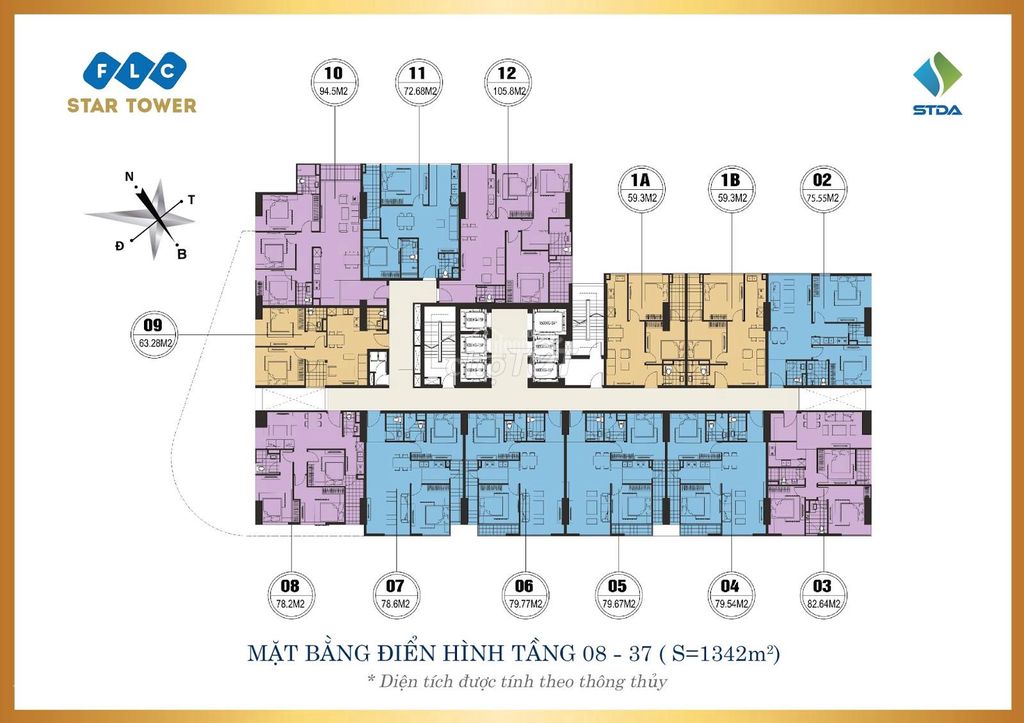 FLC
STAR TOWER
STDA
10
94.5M2
11
72.68M2
12
105.8M2
1A
59.3M2
1B
59.3M2
02
75.55M2
N
T
Đ
B
09
63.28M2
08
78.2M2
07
78.6M2
06
79.77M2
05
79.67M2
04
79.54M2
03
82.64M2
MẶT BẰNG ĐIỂN HÌNH TẦNG 08 - 37 ( S=1342m²)
* Diện tích được tính theo thông thủy